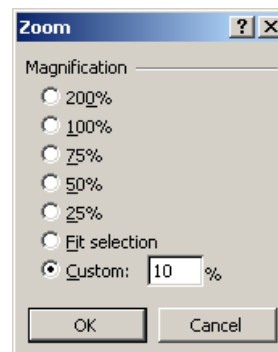 Zoom
Magnification
200%
100%
75%
50%
25%
Fit selection
Custom: 10 %
OK Cancel